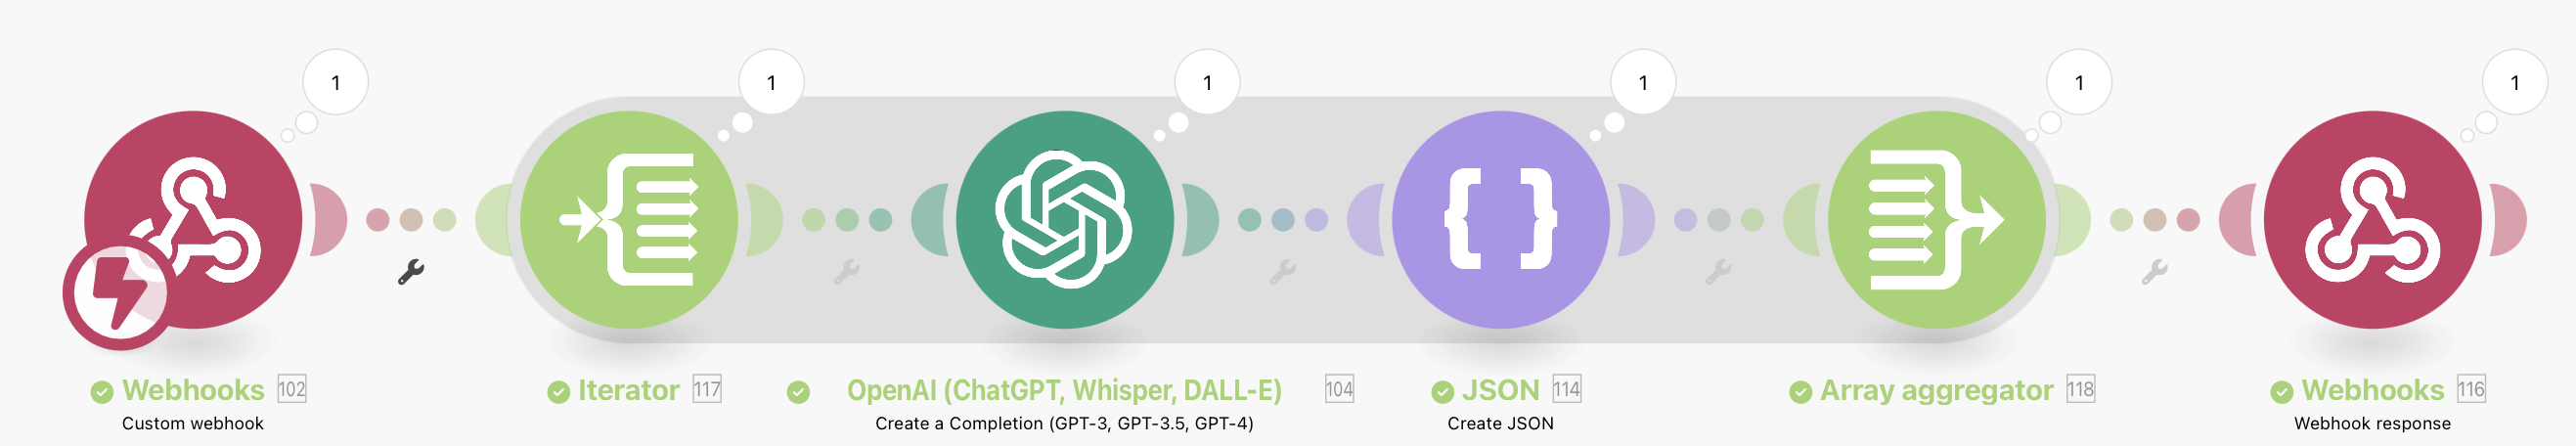 1
1
1
1
1
1
Webhooks 102
Custom webhook
Iterator 117
OpenAI (ChatGPT, Whisper, DALL-E) 104
Create a Completion (GPT-3, GPT-3.5, GPT-4)
JSON 114
Create JSON
Array aggregator 118
Webhooks 116
Webhook response